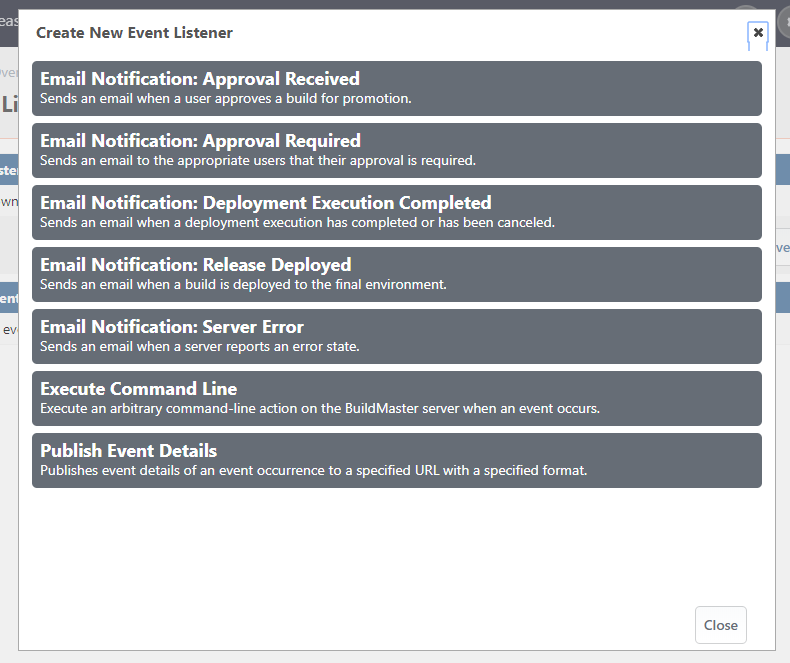 Create New Event Listener
Email Notification: Approval Received
Sends an email when a user approves a build for promotion.
Email Notification: Approval Required
Sends an email to the appropriate users that their approval is required.
Email Notification: Deployment Execution Completed
Sends an email when a deployment execution has completed or has been canceled.
Email Notification: Release Deployed
Sends an email when a build is deployed to the final environment.
Email Notification: Server Error
Sends an email when a server reports an error state.
Execute Command Line
Execute an arbitrary command-line action on the BuildMaster server when an event occurs.
Publish Event Details
Publishes event details of an event occurrence to a specified URL with a specified format.
Close